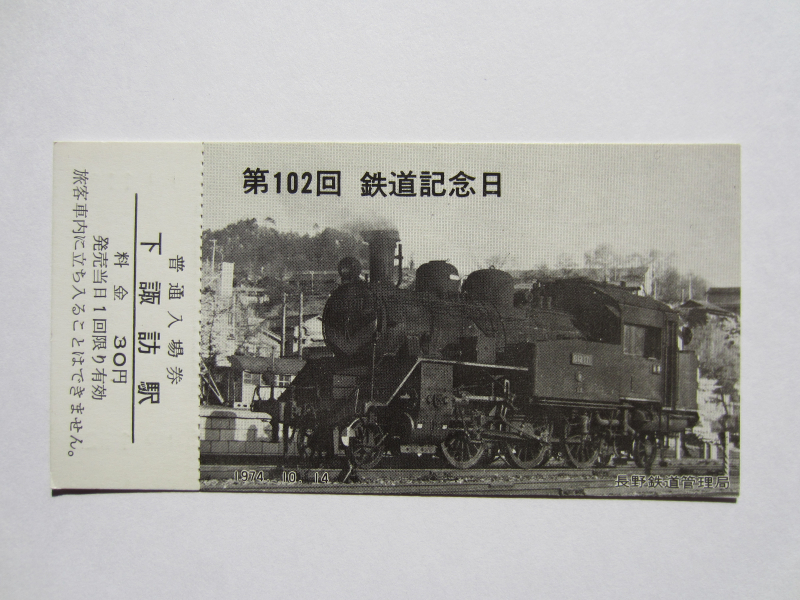 第102回 鉄道記念日
普通入場券
下諏訪駅
料金 30円
発売当日1回限り有効
旅客車内に立ち入ることはできません。
1974. 10. 14
長野鉄道管理局